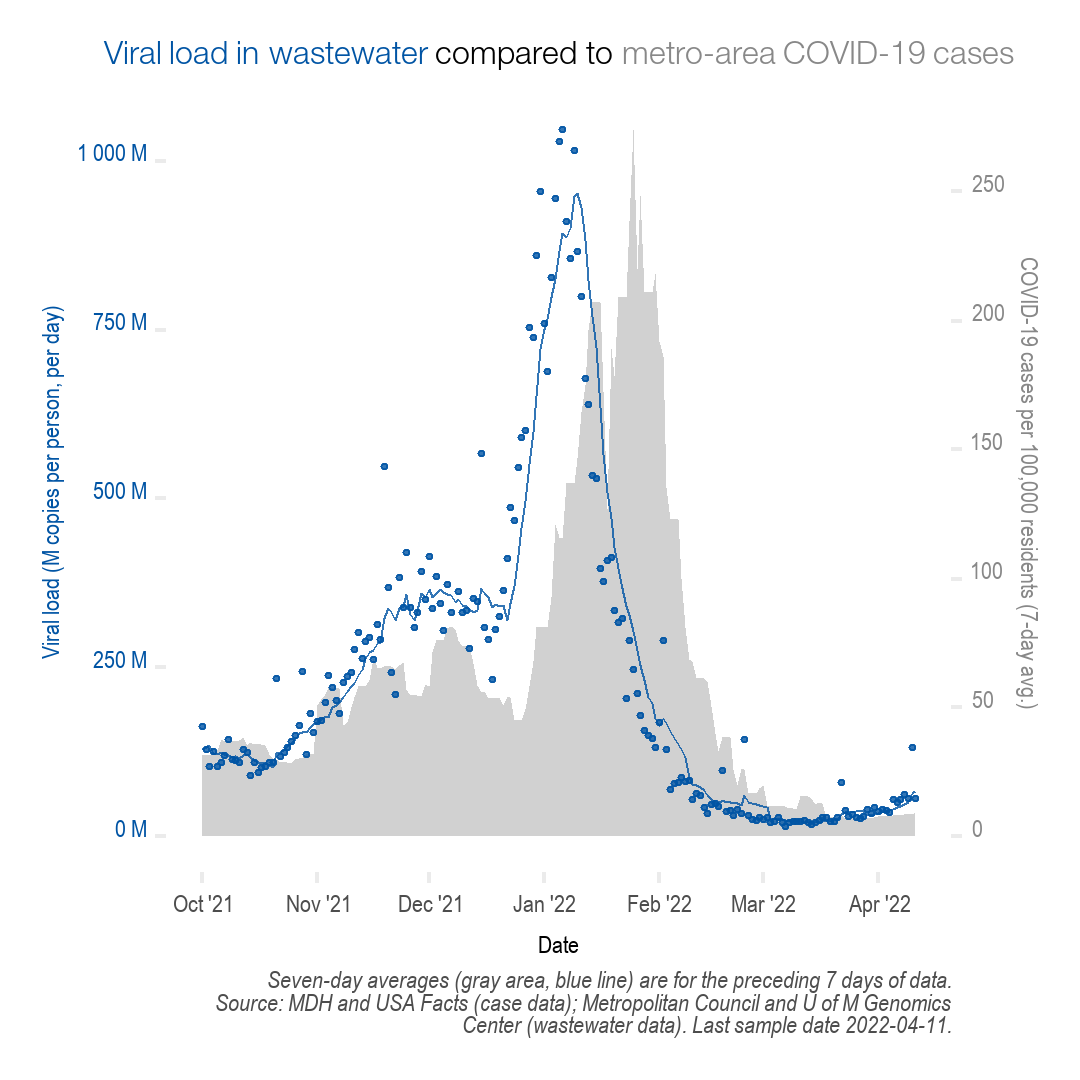 Viral load in wastewater compared to metro-area COVID-19 cases
1 000 M
750 M
500 M
250 M
0 M
Viral load (M copies per person, per day)
250
200
150
100
50
0
COVID-19 cases per 100,000 residents (7-day avg.)
Oct '21
Nov '21
Dec '21
Jan '22
Feb '22
Mar '22
Apr '22
Date
Seven-day averages (gray area, blue line) are for the preceding 7 days of data.
Source: MDH and USA Facts (case data); Metropolitan Council and U of M Genomics
Center (wastewater data). Last sample date 2022-04-11.